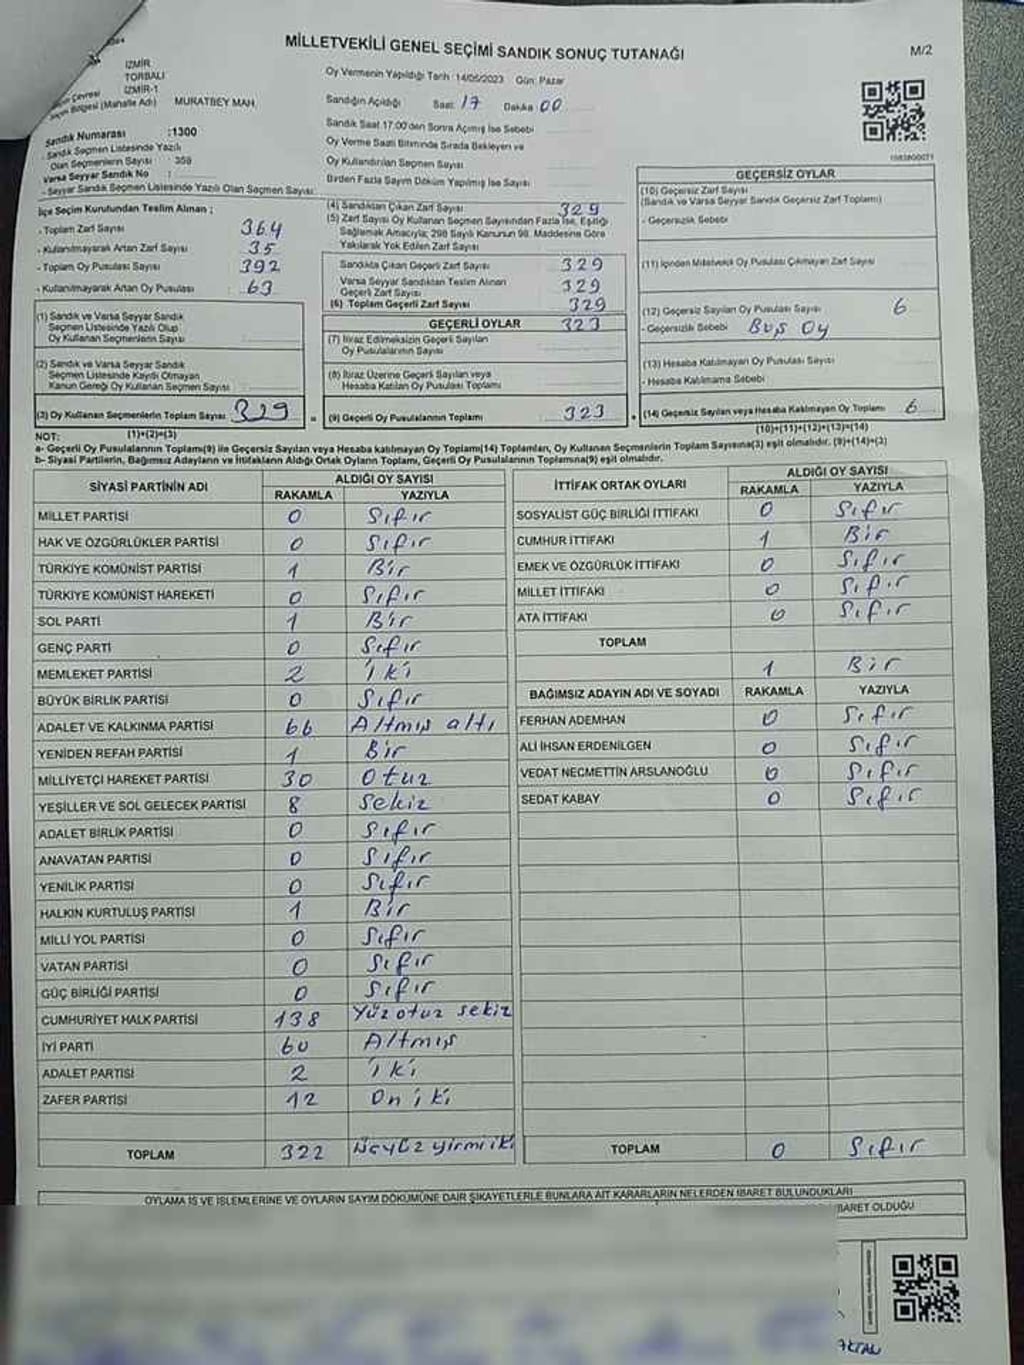 MİLLETVEKİLİ GENEL SEÇİMİ SANDIK SONUÇ TUTANAĞI
M/2
İZMİR
TORBALI
İZMİR-1
Seçim Bölgesi (Mahalle Adı) MURATBEY MAH.
Sandık Numarası :1300
- Sandık Seçmen Listesinde Yazılı
Olan Seçmenlerin Sayısı : 359
Varsa Seyyar Sandık No :
- Seyyar Sandık Seçmen Listesinde Yazılı Olan Seçmen Sayısı:
Oy Vermenin Yapıldığı Tarih :14/05/2023 Gün: Pazar
Sandığın Açıldığı Saat: 17 Dakika 00
Sandık Saat 17:00'den Sonra Açılmış İse Sebebi
Oy Verme Saati Bitiminde Sırada Bekleyen ve
Oy Kullandırılan Seçmen Sayısı
Birden Fazla Sayım Döküm Yapılmış İse Sayısı
İlçe Seçim Kurulundan Teslim Alınan ;
- Toplam Zarf Sayısı : 364
- Kullanılmayarak Artan Zarf Sayısı : 35
- Toplam Oy Pusulası Sayısı : 392
- Kullanılmayarak Artan Oy Pusulası : 63
(1) Sandık ve Varsa Seyyar Sandık
Seçmen Listesinde Yazılı Olup
Oy Kullanan Seçmenlerin Sayısı
(2) Sandık ve Varsa Seyyar Sandık
Seçmen Listesinde Kayıtlı Olmayan
Kanun Gereği Oy Kullanan Seçmen Sayısı
(3) Oy Kullanan Seçmenlerin Toplam Sayısı 329
(1)+(2)=(3)
(4) Sandıktan Çıkan Zarf Sayısı 329
(5) Zarf Sayısı Oy Kullanan Seçmen Sayısından Fazla İse, Eşitliği
Sağlamak Amacıyla; 298 Sayılı Kanunun 98. Maddesine Göre
Yakılarak Yok Edilen Zarf Sayısı
Sandıkta Çıkan Geçerli Zarf Sayısı 329
Varsa Seyyar Sandıktan Teslim Alınan
Geçerli Zarf Sayısı 329
(6) Toplam Geçerli Zarf Sayısı 329
GEÇERLİ OYLAR 323
(7) İtiraz Edilmeksizin Geçerli Sayılan
Oy Pusulalarının Sayısı
(8) İtiraz Üzerine Geçerli Sayılan veya
Hesaba Katılan Oy Pusulası Toplamı
= (9) Geçerli Oy Pusulalarının Toplamı 323
GEÇERSİZ OYLAR
(10) Geçersiz Zarf Sayısı
(Sandık ve Varsa Seyyar Sandık Geçersiz Zarf Toplamı)
- Geçersizlik Sebebi
(11) İçinden Milletvekili Oy Pusulası Çıkmayan Zarf Sayısı
(12) Geçersiz Sayılan Oy Pusulası Sayısı 6
- Geçersizlik Sebebi Boş Oy
(13) Hesaba Katılmayan Oy Pusulası Sayısı
- Hesaba Katılmama Sebebi
+ (14) Geçersiz Sayılan veya Hesaba Katılmayan Oy Toplamı 6
(10)+(11)+(12)+(13)=(14)
NOT:
a- Geçerli Oy Pusulalarının Toplamı(9) ile Geçersiz Sayılan veya Hesaba katılmayan Oy Toplamı(14) Toplamları, Oy Kullanan Seçmenlerin Toplam Sayısına(3) eşit olmalıdır. (9)+(14)=(3)
b- Siyasi Partilerin, Bağımsız Adayların ve İttifakların Aldığı Ortak Oyların Toplamı, Geçerli Oy Pusulalarının Toplamına(9) eşit olmalıdır.
SİYASİ PARTİNİN ADI ALDIĞI OY SAYISI
RAKAMLA YAZIYLA
MİLLET PARTİSİ 0 Sıfır
HAK VE ÖZGÜRLÜKLER PARTİSİ 0 Sıfır
TÜRKİYE KOMÜNİST PARTİSİ 1 Bir
TÜRKİYE KOMÜNİST HAREKETİ 0 Sıfır
SOL PARTİ 1 Bir
GENÇ PARTİ 0 Sıfır
MEMLEKET PARTİSİ 2 iki
BÜYÜK BİRLİK PARTİSİ 0 Sıfır
ADALET VE KALKINMA PARTİSİ 66 Altmış altı
YENİDEN REFAH PARTİSİ 1 Bir
MİLLİYETÇİ HAREKET PARTİSİ 30 Otuz
YEŞİLLER VE SOL GELECEK PARTİSİ 8 Sekiz
ADALET BİRLİK PARTİSİ 0 Sıfır
ANAVATAN PARTİSİ 0 Sıfır
YENİLİK PARTİSİ 0 Sıfır
HALKIN KURTULUŞ PARTİSİ 1 Bir
MİLLİ YOL PARTİSİ 0 Sıfır
VATAN PARTİSİ 0 Sıfır
GÜÇ BİRLİĞİ PARTİSİ 0 Sıfır
CUMHURİYET HALK PARTİSİ 138 Yüz otuz sekiz
İYİ PARTİ 60 Altmış
ADALET PARTİSİ 2 iki
ZAFER PARTİSİ 12 On iki
TOPLAM 322 Üçyüz yirmi iki
İTTİFAK ORTAK OYLARI ALDIĞI OY SAYISI
RAKAMLA YAZIYLA
SOSYALİST GÜÇ BİRLİĞİ İTTİFAKI 0 Sıfır
CUMHUR İTTİFAKI 1 Bir
EMEK VE ÖZGÜRLÜK İTTİFAKI 0 Sıfır
MİLLET İTTİFAKI 0 Sıfır
ATA İTTİFAKI 0 Sıfır
TOPLAM
1 Bir
BAĞIMSIZ ADAYIN ADI VE SOYADI RAKAMLA YAZIYLA
FERHAN ADEMHAN 0 Sıfır
ALİ İHSAN ERDENİLGEN 0 Sıfır
VEDAT NECMETTİN ARSLANOĞLU 0 Sıfır
SEDAT KABAY 0 Sıfır
TOPLAM 0 Sıfır
OYLAMA İŞ VE İŞLEMLERİNE VE OYLARIN SAYIM DÖKÜMÜNE DAİR ŞİKAYETLERLE BUNLARA AİT KARARLARIN NELERDEN İBARET BULUNDUKLARI
İBARET OLDUĞU